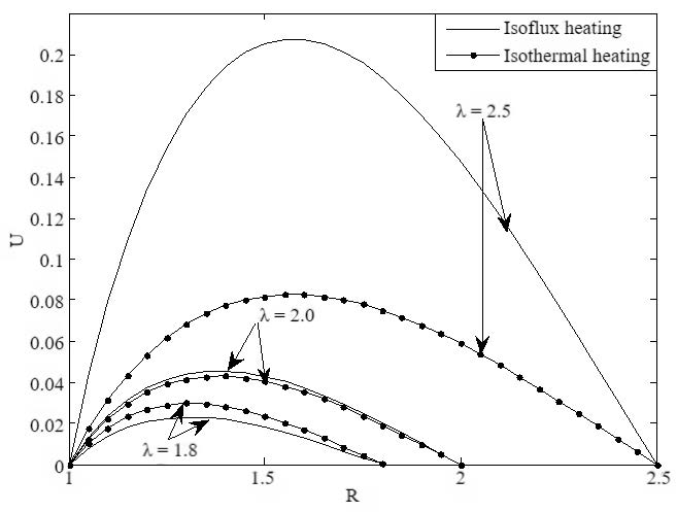 Isoflux heating
Isothermal heating
0.2
0.18
0.16
0.14
0.12
0.1
0.08
0.06
0.04
0.02
0
U
λ = 2.5
λ = 2.0
λ = 1.8
1
1.5
2
2.5
R